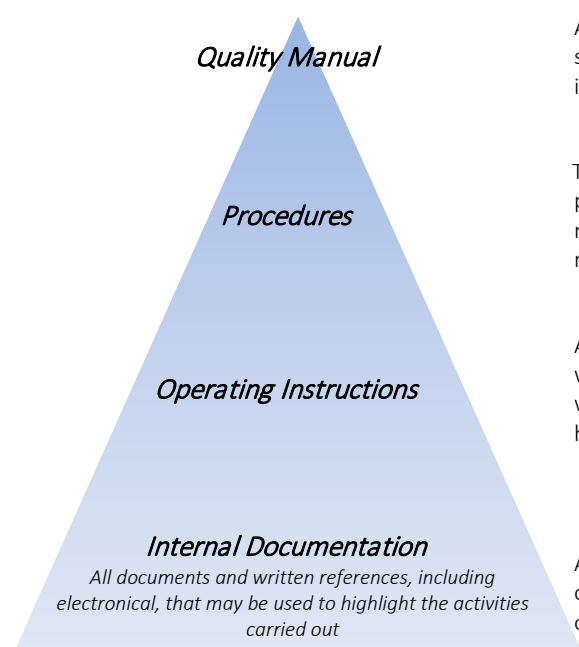 Quality Manual
Procedures
Operating Instructions
Internal Documentation
All documents and written references, including
electronical, that may be used to highlight the activities
carried out